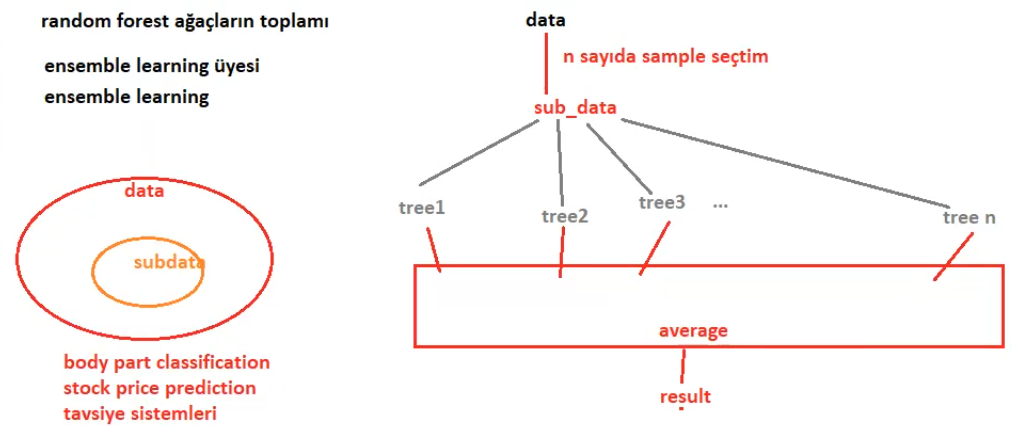 random forest ağaçların toplamı
ensemble learning üyesi
ensemble learning
data
subdata
body part classification
stock price prediction
tavsiye sistemleri
data
n sayıda sample seçtim
sub_data
tree1
tree2
tree3
...
tree n
average
result